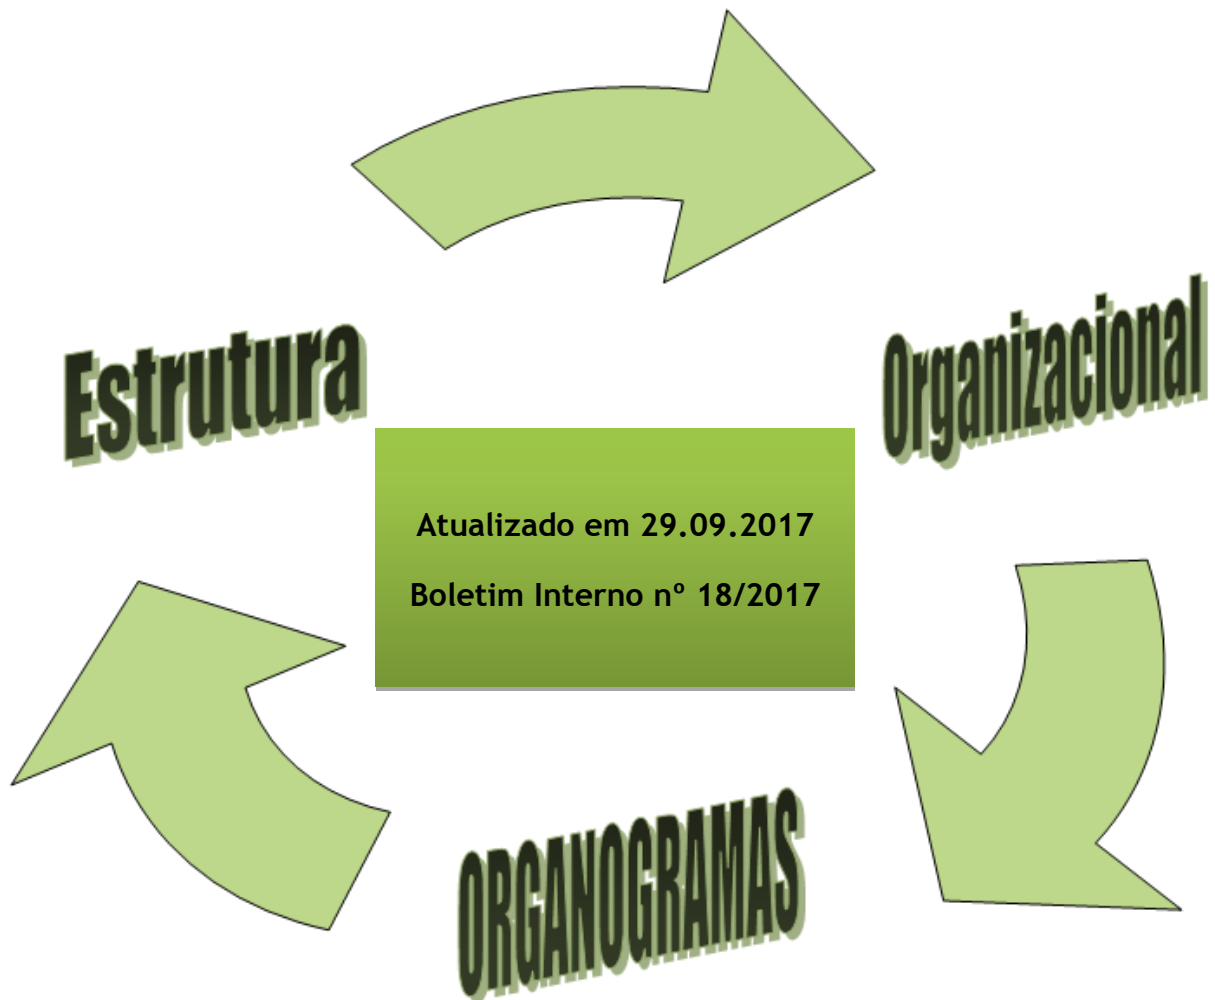 Estrutura
Organizacional
Atualizado em 29.09.2017
Boletim Interno nº 18/2017
ORGANOGRAMAS